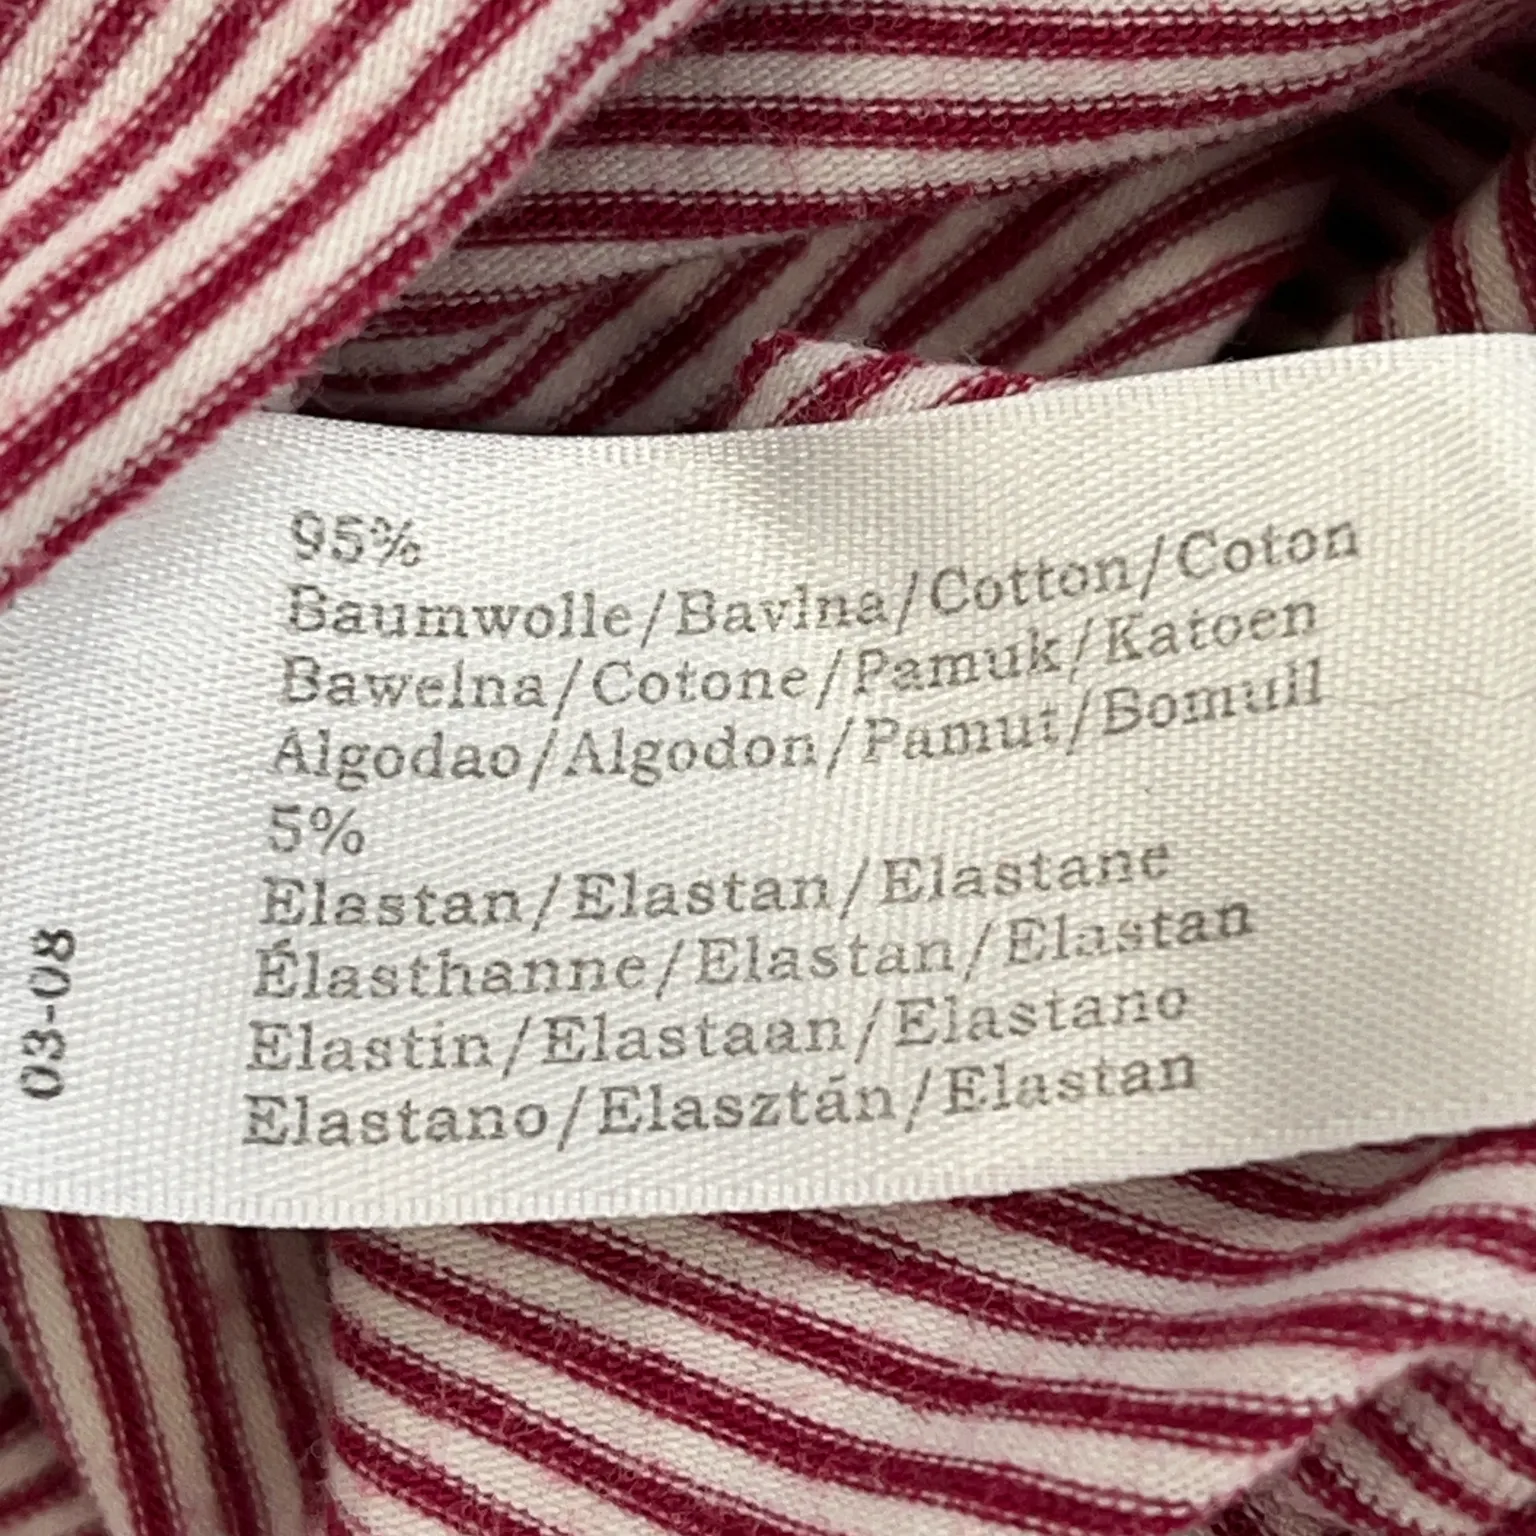 95%
Baumwolle/Bavlna/Cotton/Coton
Bawelna/Cotone/Pamuk/Katoen
Algodao/Algodon/Pamut/Bomull
5%
Elastan/Elastan/Elastane
Élasthanne/Elastan/Elastan
Elastin/Elastaan/Elastano
Elastano/Elasztán/Elastan
03-08